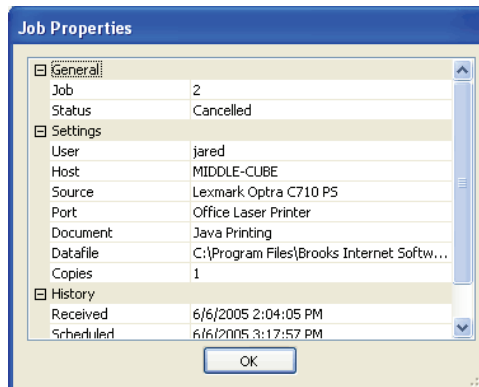 Job Properties
General
Job 2
Status Cancelled
Settings
User jared
Host MIDDLE-CUBE
Source Lexmark Optra C710 PS
Port Office Laser Printer
Document Java Printing
Datafile C:\Program Files\Brooks Internet Softw...
Copies 1
History
Received 6/6/2005 2:04:05 PM
Scheduled 6/6/2005 3:17:57 PM
OK